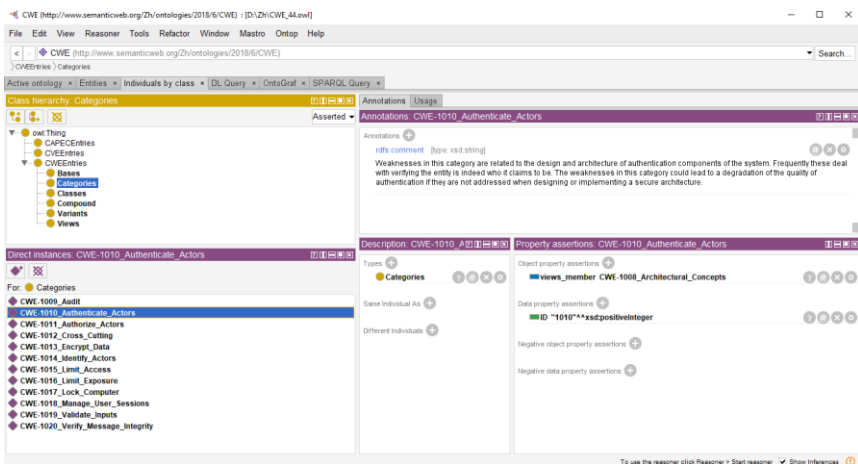 CWE (http://www.semanticweb.org/Zh/ontologies/2018/6/CWE) : [D:\Zh\CWE_44.owl]
File Edit View Reasoner Tools Refactor Window Mastro Ontop Help
CWE (http://www.semanticweb.org/Zh/ontologies/2018/6/CWE) Search...
CWEEntries Categories
Active ontology × Entities × Individuals by class × DL Query × OntoGraf × SPARQL Query ×
Class hierarchy: Categories
Asserted
owl:Thing
CAPECEntries
CVEEntries
CWEEntries
Bases
Categories
Classes
Compound
Variants
Views
Annotations Usage
Annotations: CWE-1010_Authenticate_Actors
Annotations
rdfs:comment [type: xsd:string]
Weaknesses in this category are related to the design and architecture of authentication components of the system. Frequently these deal
with verifying the entity is indeed who it claims to be. The weaknesses in this category could lead to a degradation of the quality of
authentication if they are not addressed when designing or implementing a secure architecture.
Direct instances: CWE-1010_Authenticate_Actors
For: Categories
CWE-1009_Audit
CWE-1010_Authenticate_Actors
CWE-1011_Authorize_Actors
CWE-1012_Cross_Cutting
CWE-1013_Encrypt_Data
CWE-1014_Identify_Actors
CWE-1015_Limit_Access
CWE-1016_Limit_Exposure
CWE-1017_Lock_Computer
CWE-1018_Manage_User_Sessions
CWE-1019_Validate_Inputs
CWE-1020_Verify_Message_Integrity
Description: CWE-1010_A
Types
Categories
Same Individual As
Different Individuals
Property assertions: CWE-1010_Authenticate_Actors
Object property assertions
views_member CWE-1008_Architectural_Concepts
Data property assertions
ID "1010"^^xsd:positiveInteger
Negative object property assertions
Negative data property assertions
To use the reasoner click Reasoner > Start reasoner Show Inferences